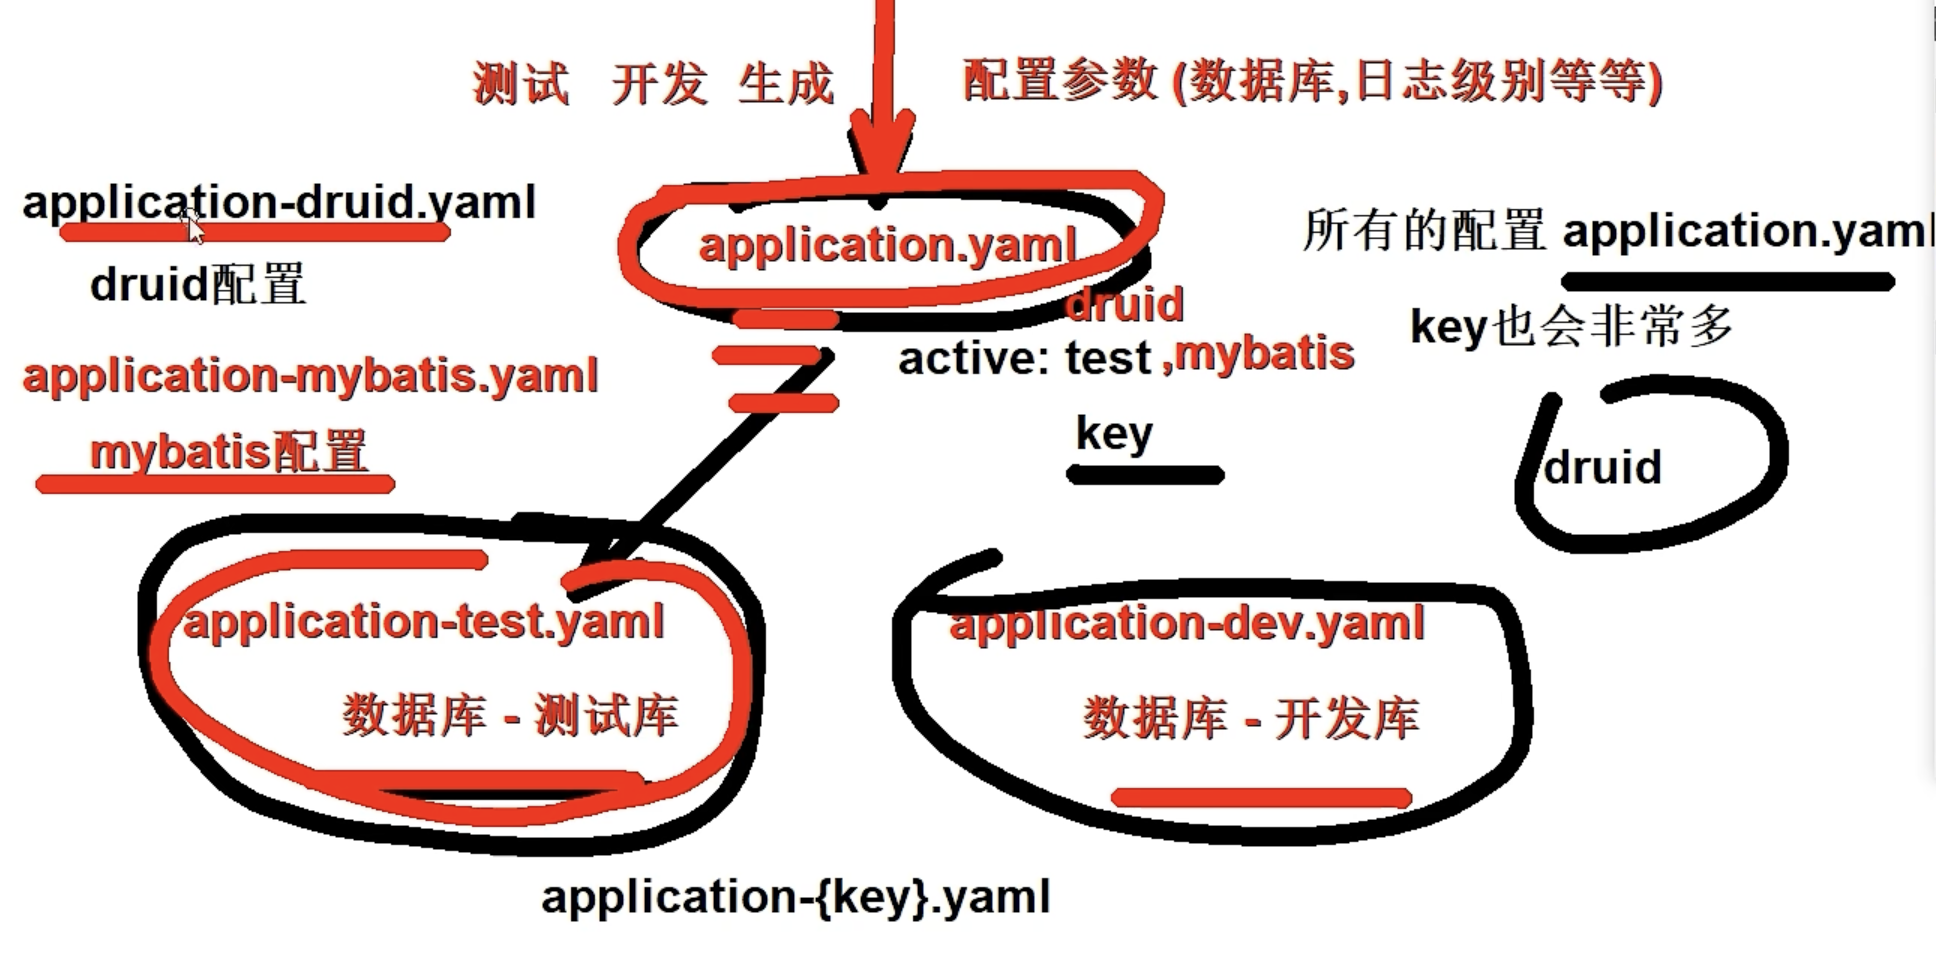 测试 开发 生成
配置参数 (数据库,日志级别等等)
application-druid.yaml
druid配置
application.yaml
所有的配置 application.yaml
key也会非常多
druid
active: test ,mybatis
application-mybatis.yaml
mybatis配置
key
druid
application-test.yaml
数据库 - 测试库
application-dev.yaml
数据库 - 开发库
application-{key}.yaml